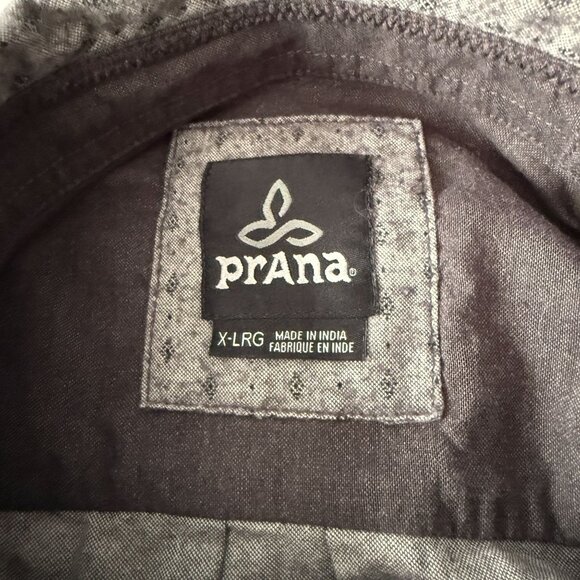 prAna®
X-LRG
MADE IN INDIA
FABRIQUE EN INDE